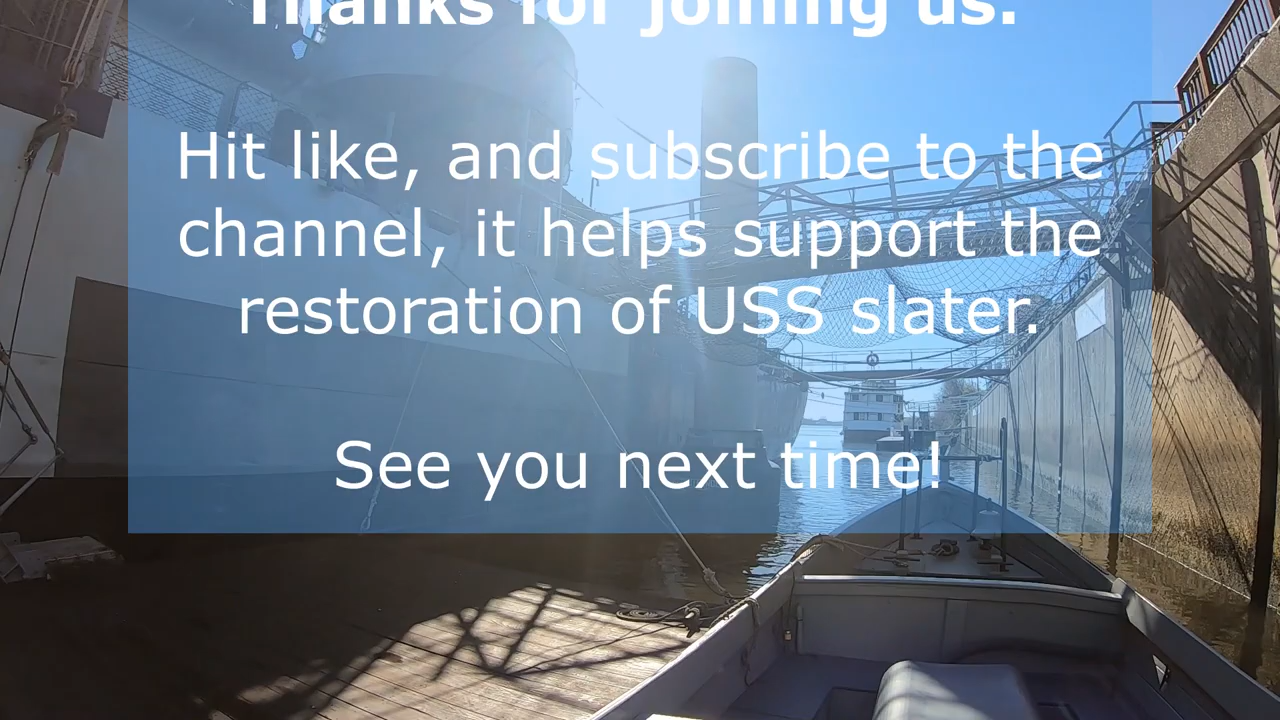 Thanks for joining us.
Hit like, and subscribe to the
channel, it helps support the
restoration of USS slater.
See you next time!